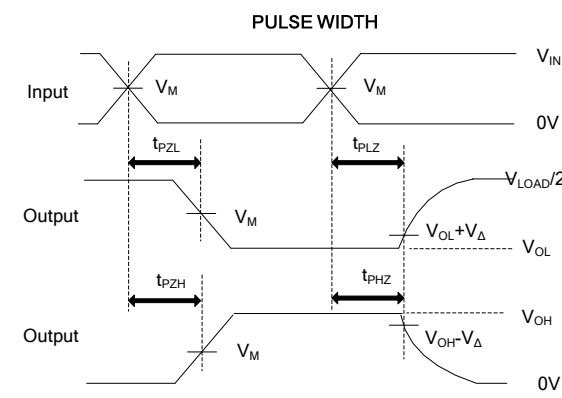 PULSE WIDTH
V_IN
Input
V_M
V_M
0V
t_PZL
t_PLZ
V_LOAD/2
Output
V_M
V_OL+V_Δ
V_OL
t_PZH
t_PHZ
V_OH
Output
V_M
V_OH-V_Δ
0V